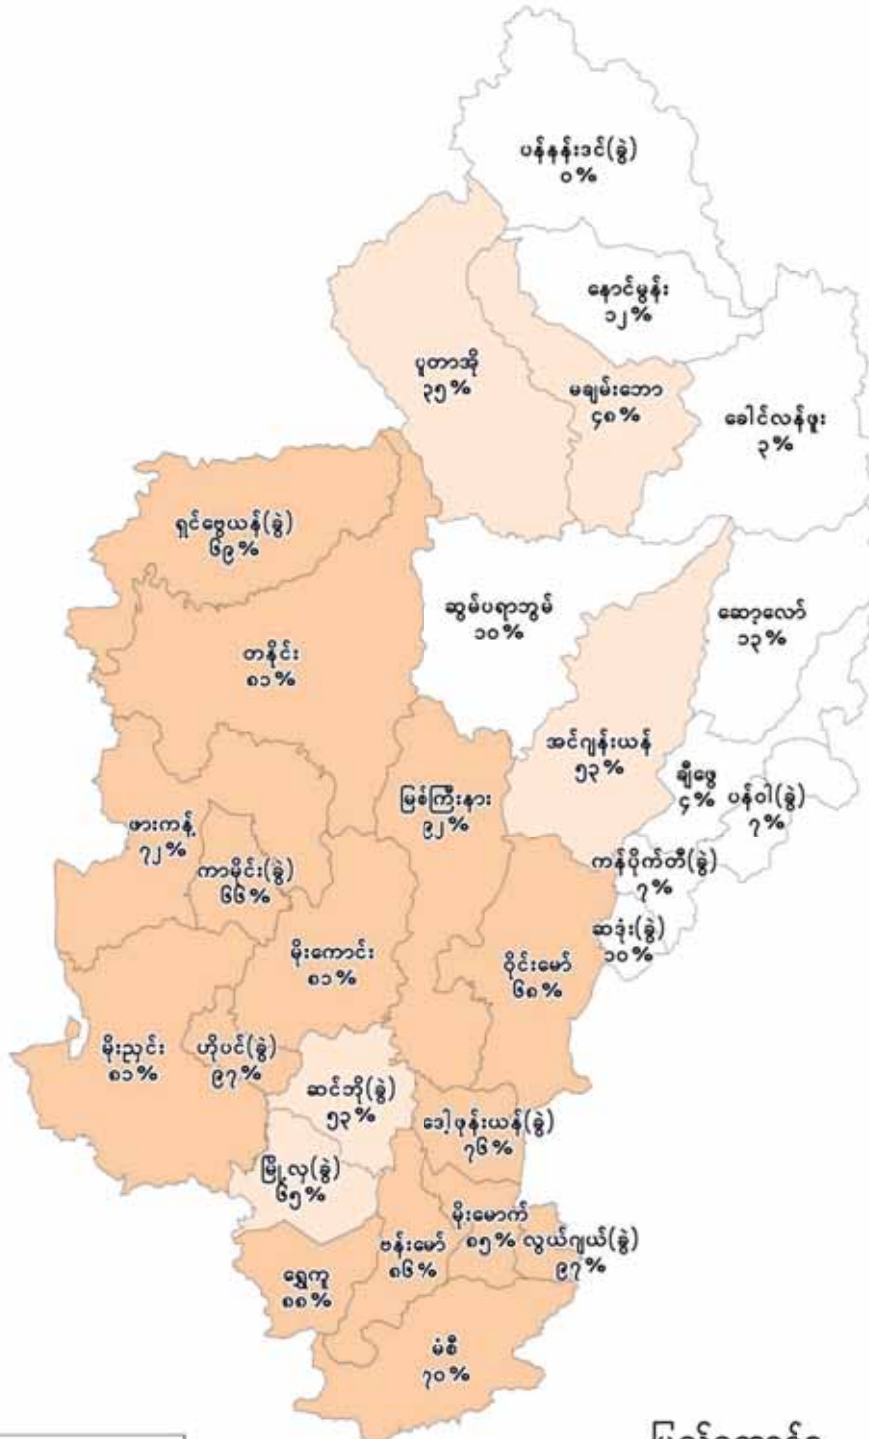 ပန်နန်းဒင်(ခွဲ)
၀%
နောင်မွန်း
၁၂%
ပူတာအို
၃၅%
မချမ်းဘော
၄၈%
ခေါင်လန်ဖူး
၃%
ရှင်ဗွေယန်(ခွဲ)
၆၉%
ဆွမ်ပရာဘွမ်
၁၀%
ဆော့လော်
၁၃%
တနိုင်း
၈၁%
အင်ဂျန်းယန်
၅၃%
ချီဖွေ
၄%
ပန်ဝါ(ခွဲ)
၇%
မြစ်ကြီးနား
၉၂%
ဖားကန့်
၇၂%
ကာမိုင်း(ခွဲ)
၆၆%
ကန်ပိုက်တီ(ခွဲ)
၇%
ဆဒုံး(ခွဲ)
၁၀%
မိုးကောင်း
၈၁%
ဝိုင်းမော်
၆၈%
မိုးညှင်း
၈၁%
ဟိုပင်(ခွဲ)
၉၇%
ဆင်ဘို(ခွဲ)
၅၃%
ဒေါ့ဖုန်းယန်(ခွဲ)
၇၆%
မြို့လှ(ခွဲ)
၆၅%
မိုးမောက်
၈၅%
လွယ်ဂျယ်(ခွဲ)
၉၇%
ဗန်းမော်
၈၆%
ရွှေကူ
၈၈%
မံစီ
၇၀%